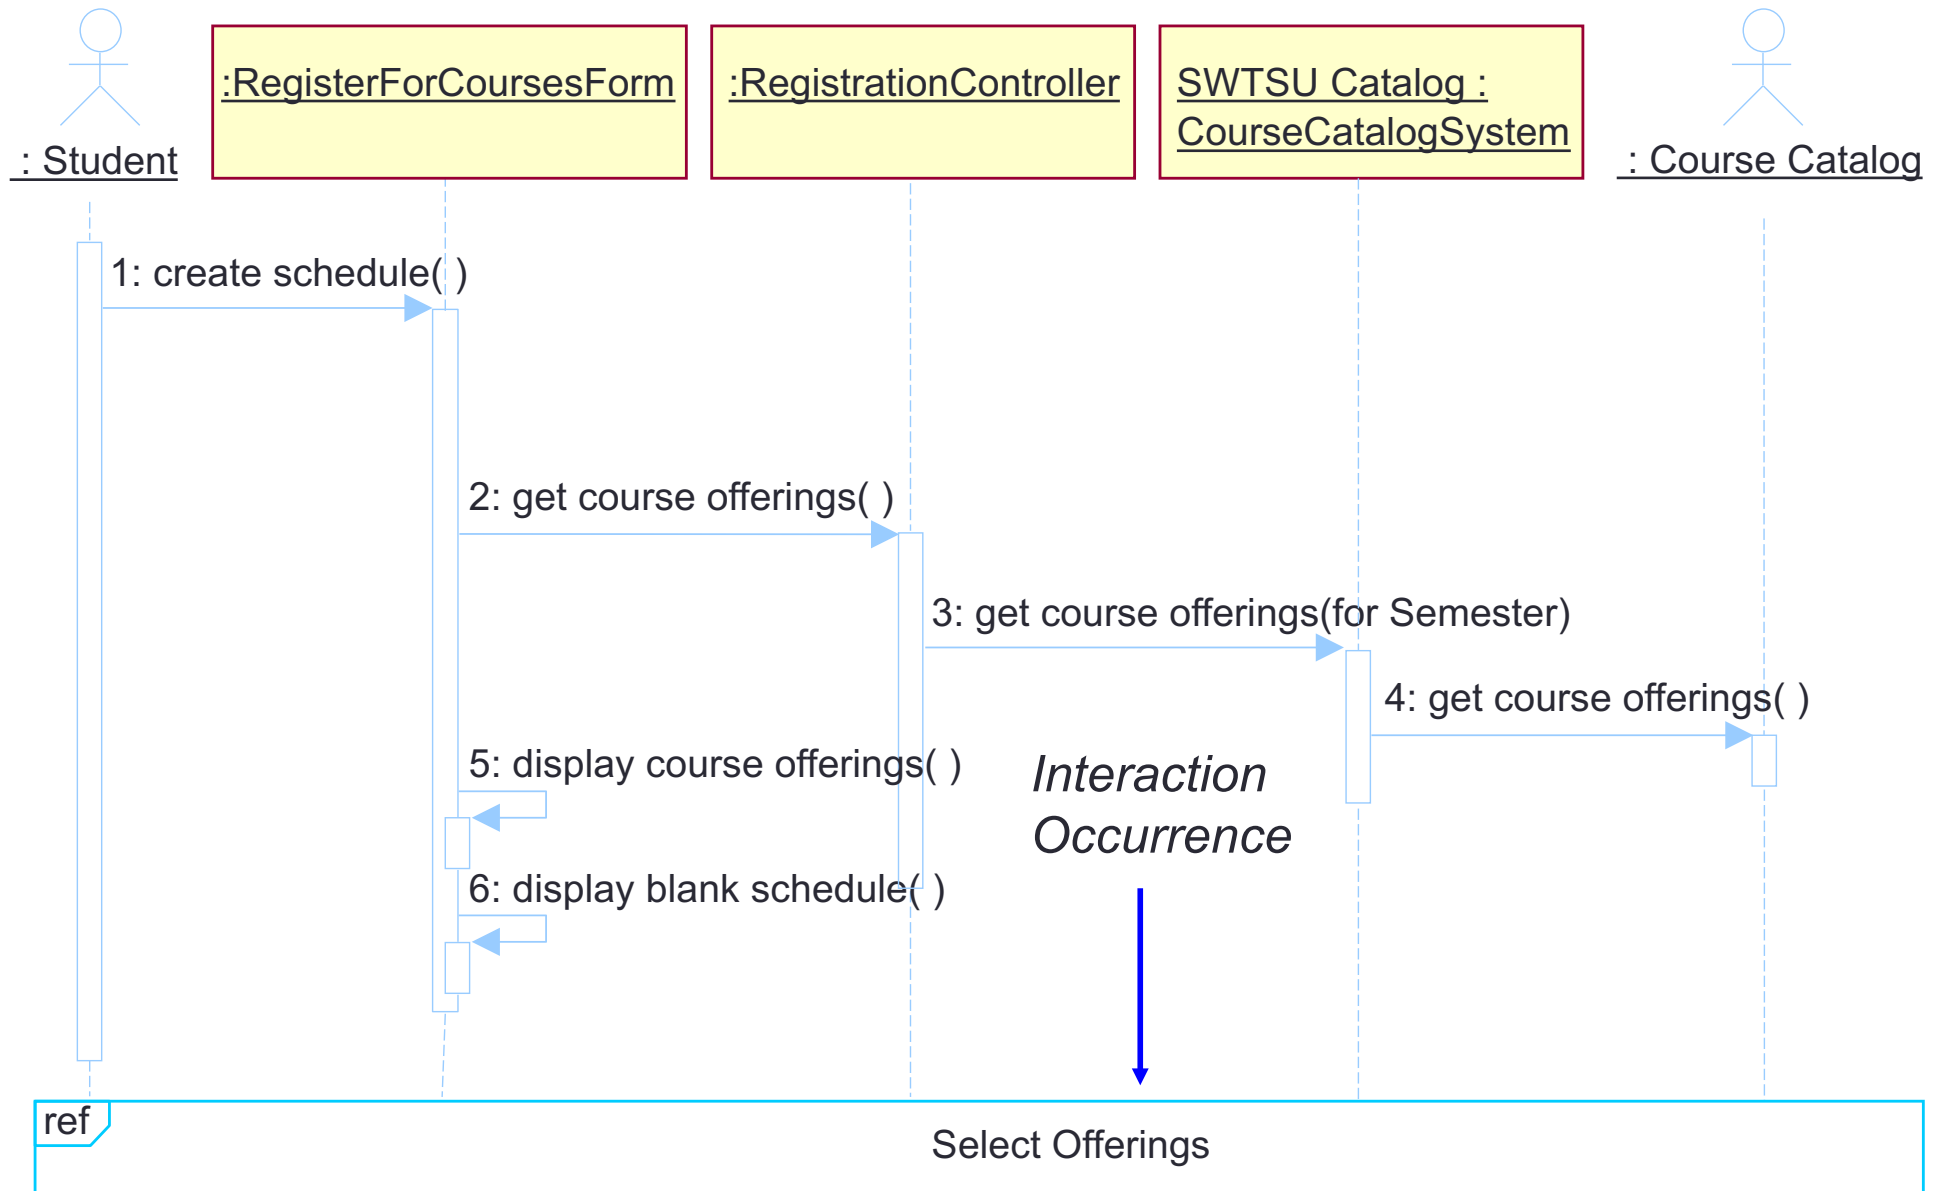 : Student
:RegisterForCoursesForm
:RegistrationController
SWTSU Catalog :
CourseCatalogSystem
: Course Catalog
1: create schedule( )
2: get course offerings( )
3: get course offerings(for Semester)
4: get course offerings( )
5: display course offerings( )
Interaction
Occurrence
6: display blank schedule( )
ref
Select Offerings